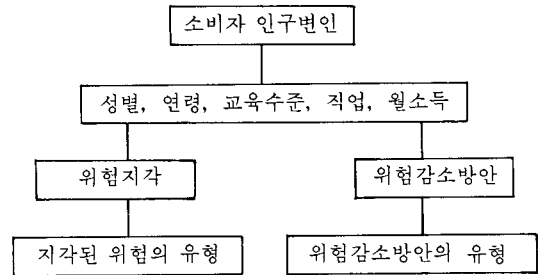 소비자 인구변인
성별, 연령, 교육수준, 직업, 월소득
위험지각
위험감소방안
지각된 위험의 유형
위험감소방안의 유형